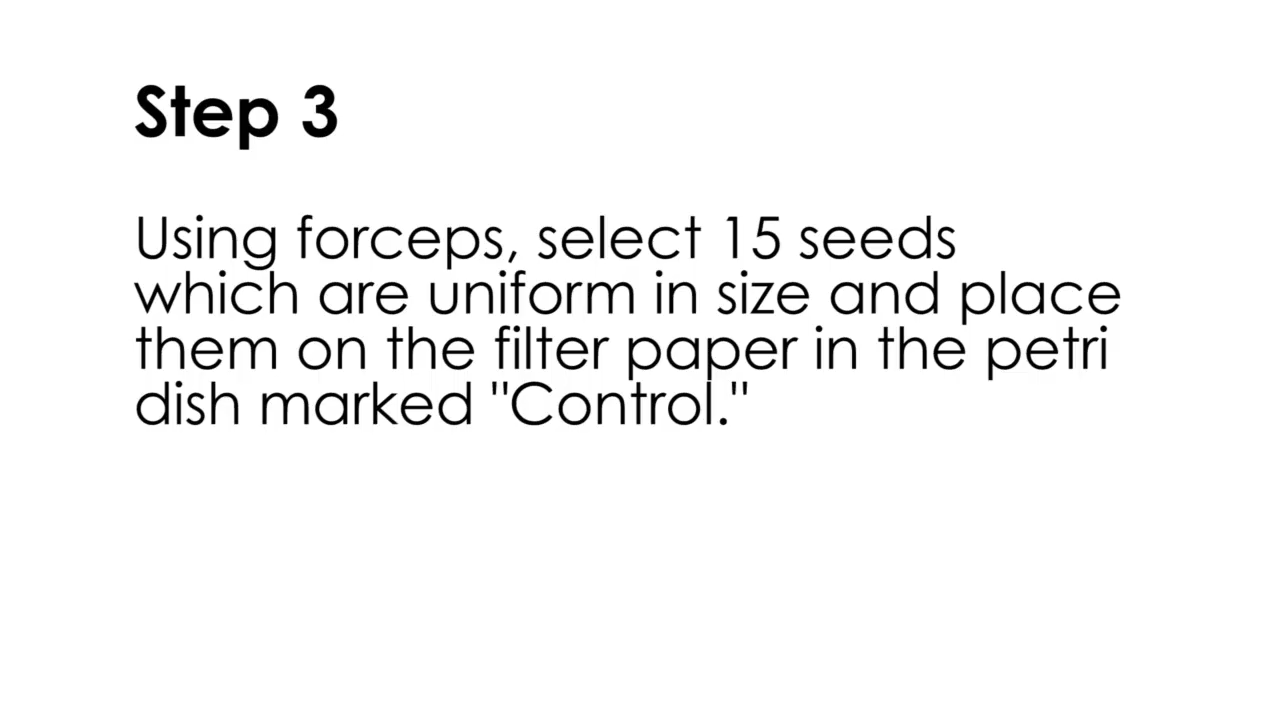 Step 3
Using forceps, select 15 seeds
which are uniform in size and place
them on the filter paper in the petri
dish marked "Control."